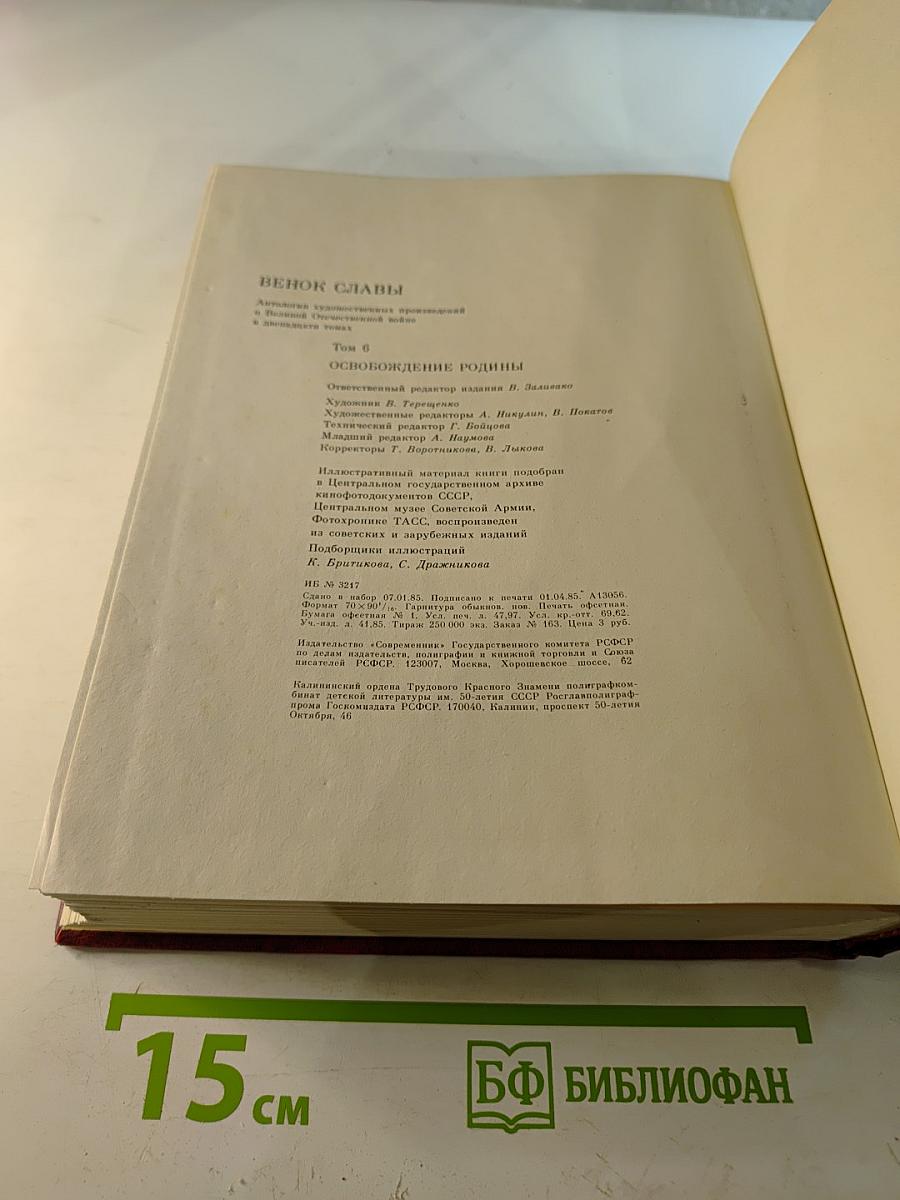 ВЕНОК СЛАВЫ
Антология художественных произведений
о Великой Отечественной войне
в двенадцати томах
Том 6
ОСВОБОЖДЕНИЕ РОДИНЫ
Ответственный редактор издания В. Заливако
Художник В. Терещенко
Художественные редакторы А. Никулин, В. Покатов
Технический редактор Г. Бойцова
Младший редактор А. Наумова
Корректоры Т. Воротникова, В. Лыкова
Иллюстративный материал книги подобран
в Центральном государственном архиве
кинофотодокументов СССР,
Центральном музее Советской Армии,
Фотохронике ТАСС, воспроизведен
из советских и зарубежных изданий
Подборщики иллюстраций
К. Бритикова, С. Дражникова
ИБ № 3217
Сдано в набор 07.01.85. Подписано к печати 01.04.85. А13056.
Формат 70×90¹/₁₆. Гарнитура обыкнов. нов. Печать офсетная.
Бумага офсетная № 1. Усл. печ. л. 47,97. Усл. кр.-отт. 69,62.
Уч.-изд. л. 41,85. Тираж 250 000 экз. Заказ № 163. Цена 3 руб.
Издательство «Современник» Государственного комитета РСФСР
по делам издательств, полиграфии и книжной торговли и Союза
писателей РСФСР. 123007, Москва, Хорошевское шоссе, 62
Калининский ордена Трудового Красного Знамени полиграфком-
бинат детской литературы им. 50-летия СССР Росглавполиграф-
прома Госкомиздата РСФСР. 170040, Калинин, проспект 50-летия
Октября, 46
15 см
БФ БИБЛИОФАН